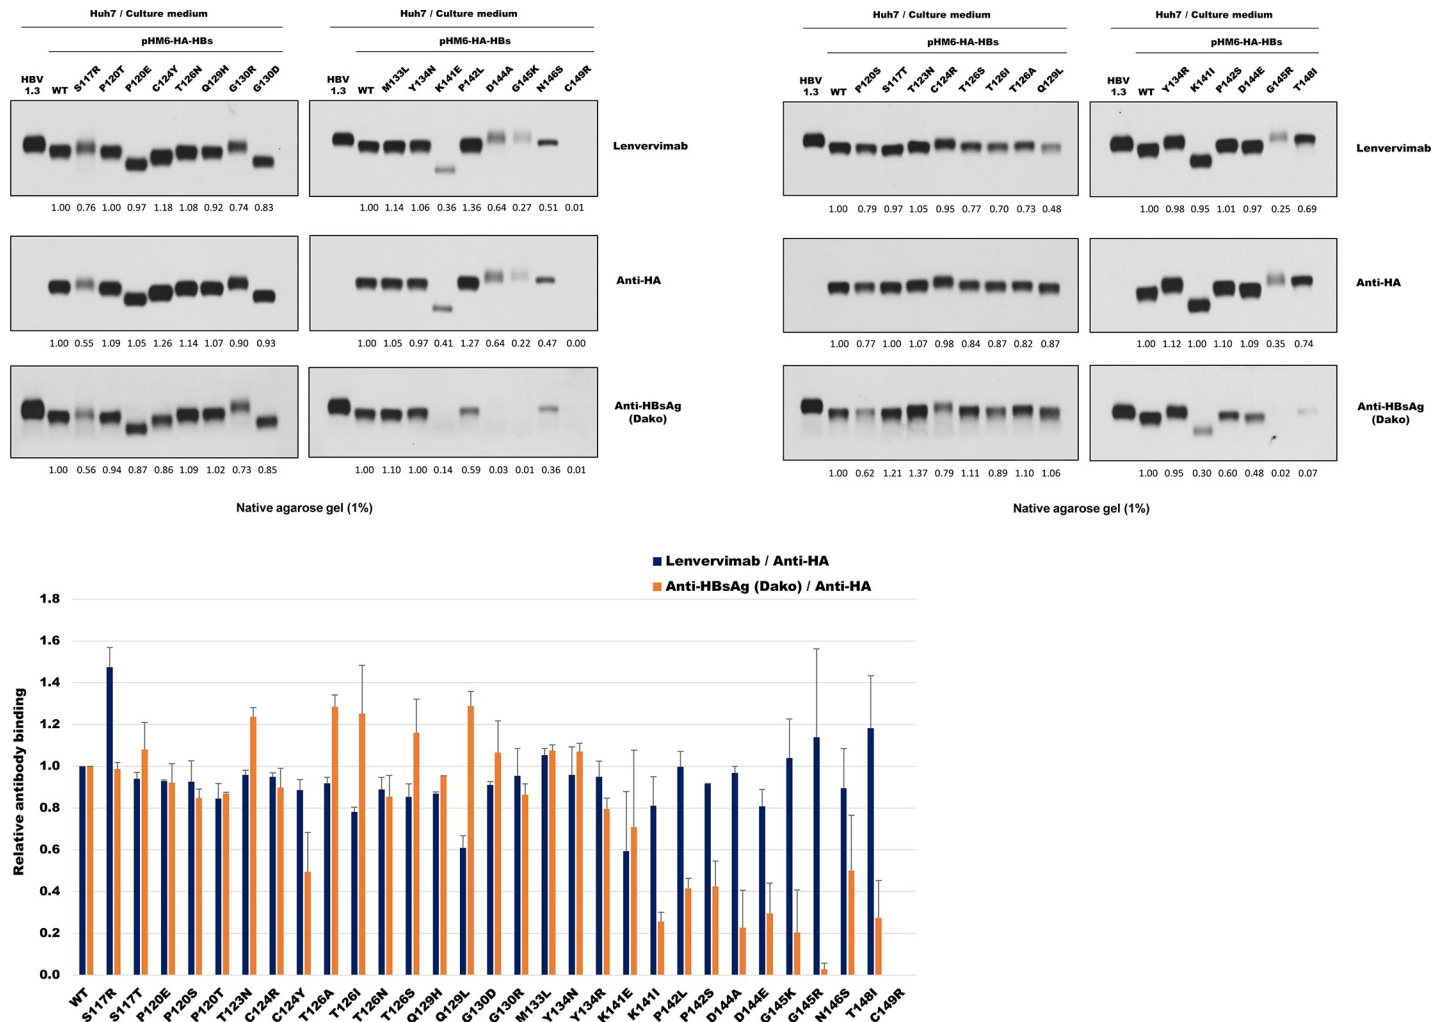 Huh7 / Culture medium
pHM6-HA-HBs
HBV 1.3 WT S117R P120T P120E C124Y T126N Q129H G130R G130D
Huh7 / Culture medium
pHM6-HA-HBs
HBV 1.3 WT M133L Y134N K141E P142L D144A G145K N146S C149R
Lenvervimab
1.00 0.76 1.00 0.97 1.18 1.08 0.92 0.74 0.83
1.00 1.14 1.06 0.36 1.36 0.64 0.27 0.51 0.01
Anti-HA
1.00 0.55 1.09 1.05 1.26 1.14 1.07 0.90 0.93
1.00 1.05 0.97 0.41 1.27 0.64 0.22 0.47 0.00
Anti-HBsAg
(Dako)
1.00 0.56 0.94 0.87 0.86 1.09 1.02 0.73 0.85
1.00 1.10 1.00 0.14 0.59 0.03 0.01 0.36 0.01
Native agarose gel (1%)
Huh7 / Culture medium
pHM6-HA-HBs
HBV 1.3 WT P120S S117T T123N C124R T126S T126I T126A Q129L
Huh7 / Culture medium
pHM6-HA-HBs
HBV 1.3 WT Y134R K141I P142S D144E G145R T148I
Lenvervimab
1.00 0.79 0.97 1.05 0.95 0.77 0.70 0.73 0.48
1.00 0.98 0.95 1.01 0.97 0.25 0.69
Anti-HA
1.00 0.77 1.00 1.07 0.98 0.84 0.87 0.82 0.87
1.00 1.12 1.00 1.10 1.09 0.35 0.74
Anti-HBsAg
(Dako)
1.00 0.62 1.21 1.37 0.79 1.11 0.89 1.10 1.06
1.00 0.95 0.30 0.60 0.48 0.02 0.07
Native agarose gel (1%)
Lenvervimab / Anti-HA
Anti-HBsAg (Dako) / Anti-HA
Relative antibody binding
1.8
1.6
1.4
1.2
1.0
0.8
0.6
0.4
0.2
0.0
WT S117R S117T P120E P120S P120T T123N C124R C124Y T126A T126I T126N T126S Q129H Q129L G130D G130R M133L Y134N Y134R K141E K141I P142L P142S D144A D144E G145K G145R N146S T148I C149R